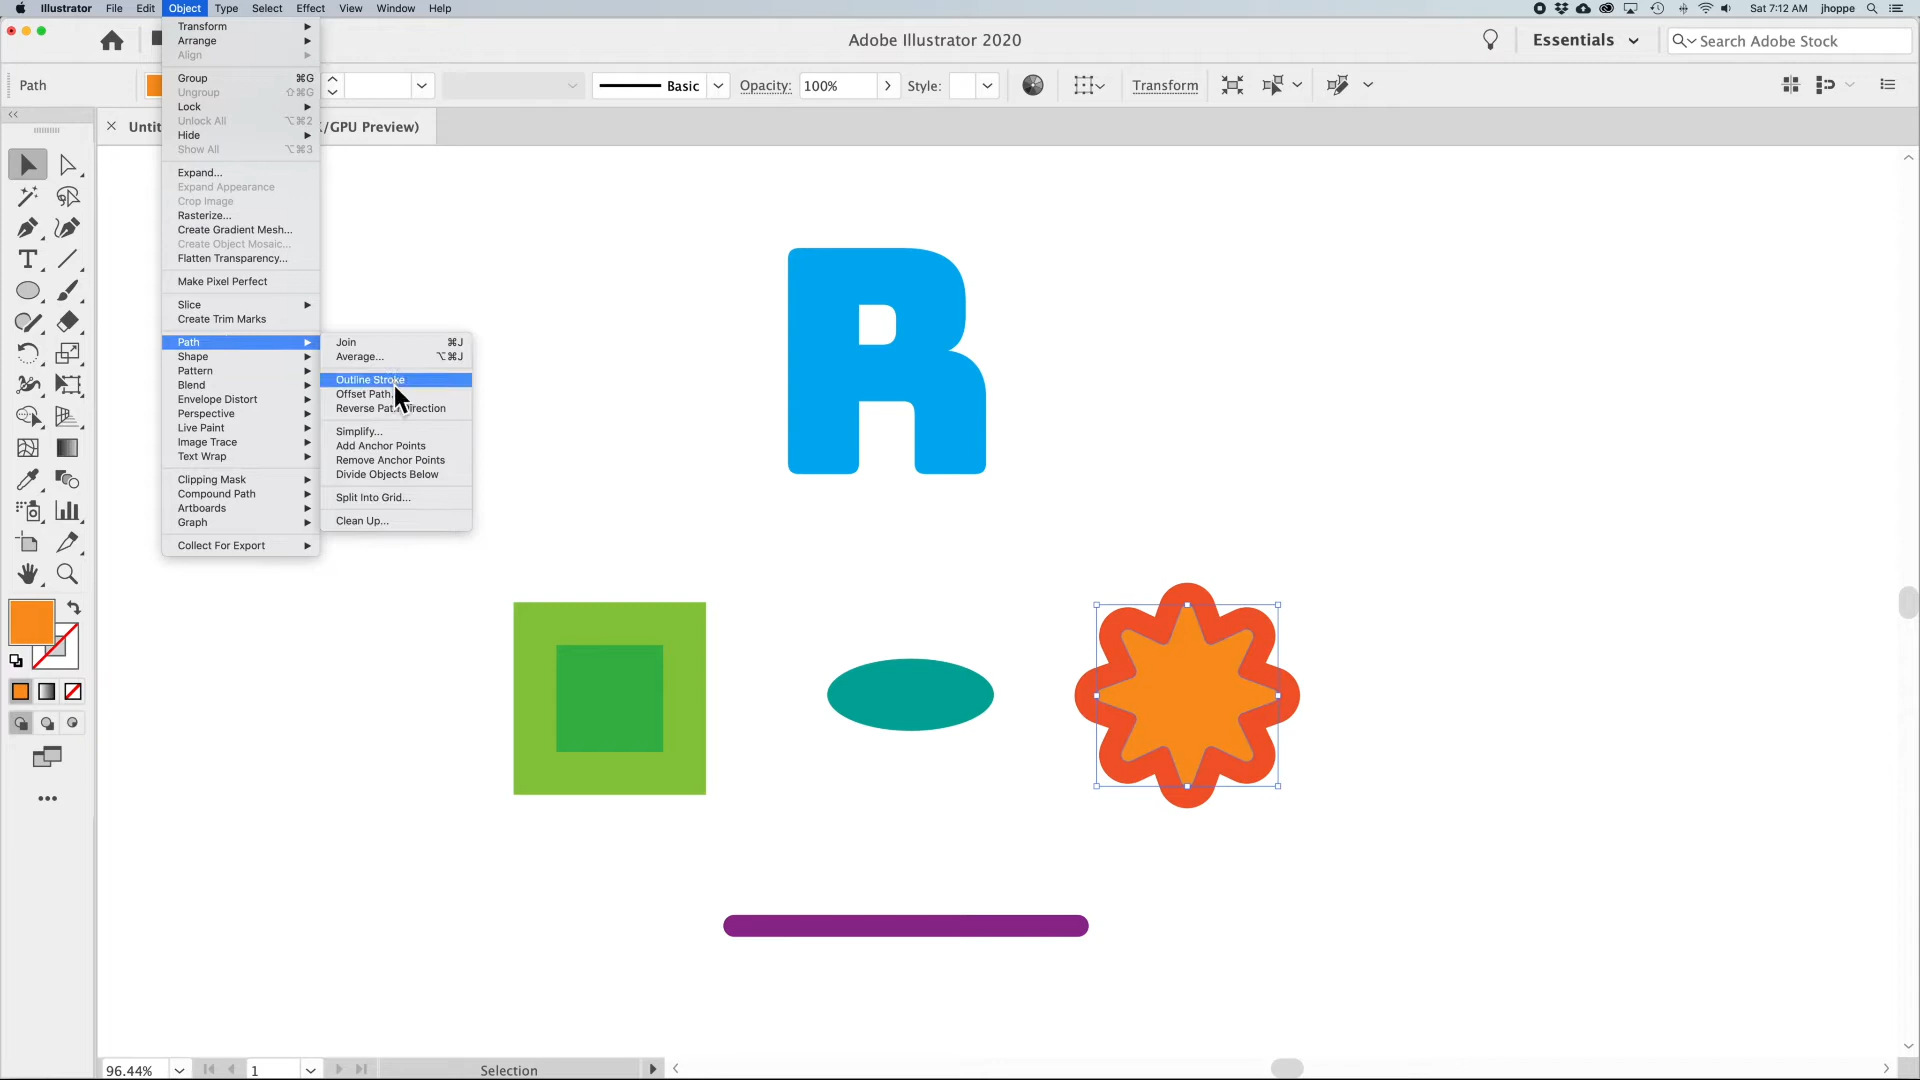 Illustrator File Edit Object Type Select Effect View Window Help
Sat 7:12 AM jhoppe
Adobe Illustrator 2020
Essentials
Search Adobe Stock
Path
Basic
Opacity: 100%
Style:
Transform
Untit
/GPU Preview)
Transform
Arrange
Align
Group ⌘G
Ungroup ⇧⌘G
Lock
Unlock All ⌥⌘2
Hide
Show All ⌥⌘3
Expand...
Expand Appearance
Crop Image
Rasterize...
Create Gradient Mesh...
Create Object Mosaic...
Flatten Transparency...
Make Pixel Perfect
Slice
Create Trim Marks
Path
Shape
Pattern
Blend
Envelope Distort
Perspective
Live Paint
Image Trace
Text Wrap
Clipping Mask
Compound Path
Artboards
Graph
Collect For Export
Join ⌘J
Average... ⌥⌘J
Outline Stroke
Offset Path
Reverse Path Direction
Simplify...
Add Anchor Points
Remove Anchor Points
Divide Objects Below
Split Into Grid...
Clean Up...
R
96.44%
1
Selection